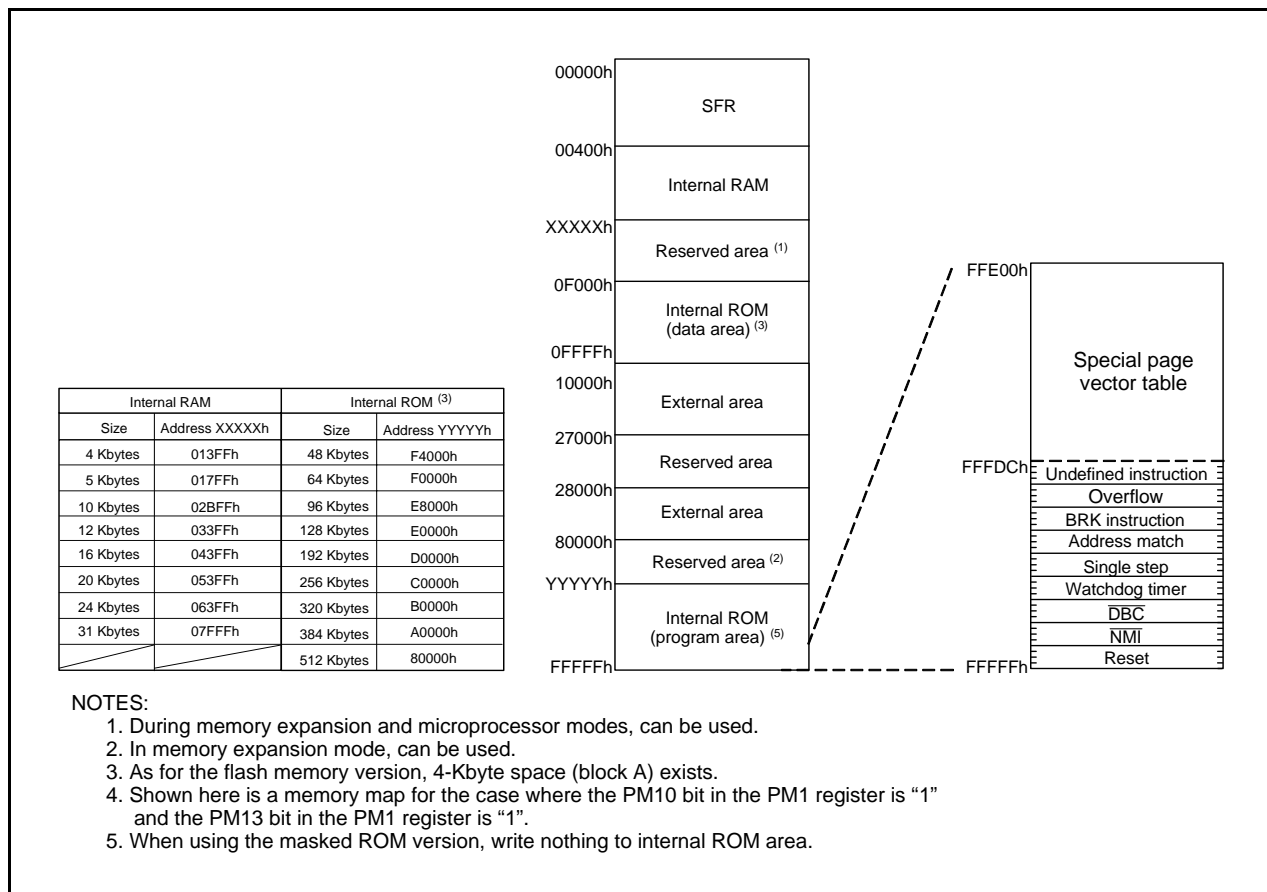 00000h
SFR
00400h
Internal RAM
XXXXXh
Reserved area (1)
0F000h
Internal ROM
(data area) (3)
0FFFFh
10000h
External area
27000h
Reserved area
28000h
External area
80000h
Reserved area (2)
YYYYYh
Internal ROM
(program area) (5)
FFFFFh
FFE00h
Special page
vector table
FFFDCh
Undefined instruction
Overflow
BRK instruction
Address match
Single step
Watchdog timer
DBC
NMI
Reset
FFFFFh
Internal RAM Internal ROM (3)
Size Address XXXXXh Size Address YYYYYh
4 Kbytes 013FFh 48 Kbytes F4000h
5 Kbytes 017FFh 64 Kbytes F0000h
10 Kbytes 02BFFh 96 Kbytes E8000h
12 Kbytes 033FFh 128 Kbytes E0000h
16 Kbytes 043FFh 192 Kbytes D0000h
20 Kbytes 053FFh 256 Kbytes C0000h
24 Kbytes 063FFh 320 Kbytes B0000h
31 Kbytes 07FFFh 384 Kbytes A0000h
512 Kbytes 80000h
NOTES:
1. During memory expansion and microprocessor modes, can be used.
2. In memory expansion mode, can be used.
3. As for the flash memory version, 4-Kbyte space (block A) exists.
4. Shown here is a memory map for the case where the PM10 bit in the PM1 register is “1”
and the PM13 bit in the PM1 register is “1”.
5. When using the masked ROM version, write nothing to internal ROM area.